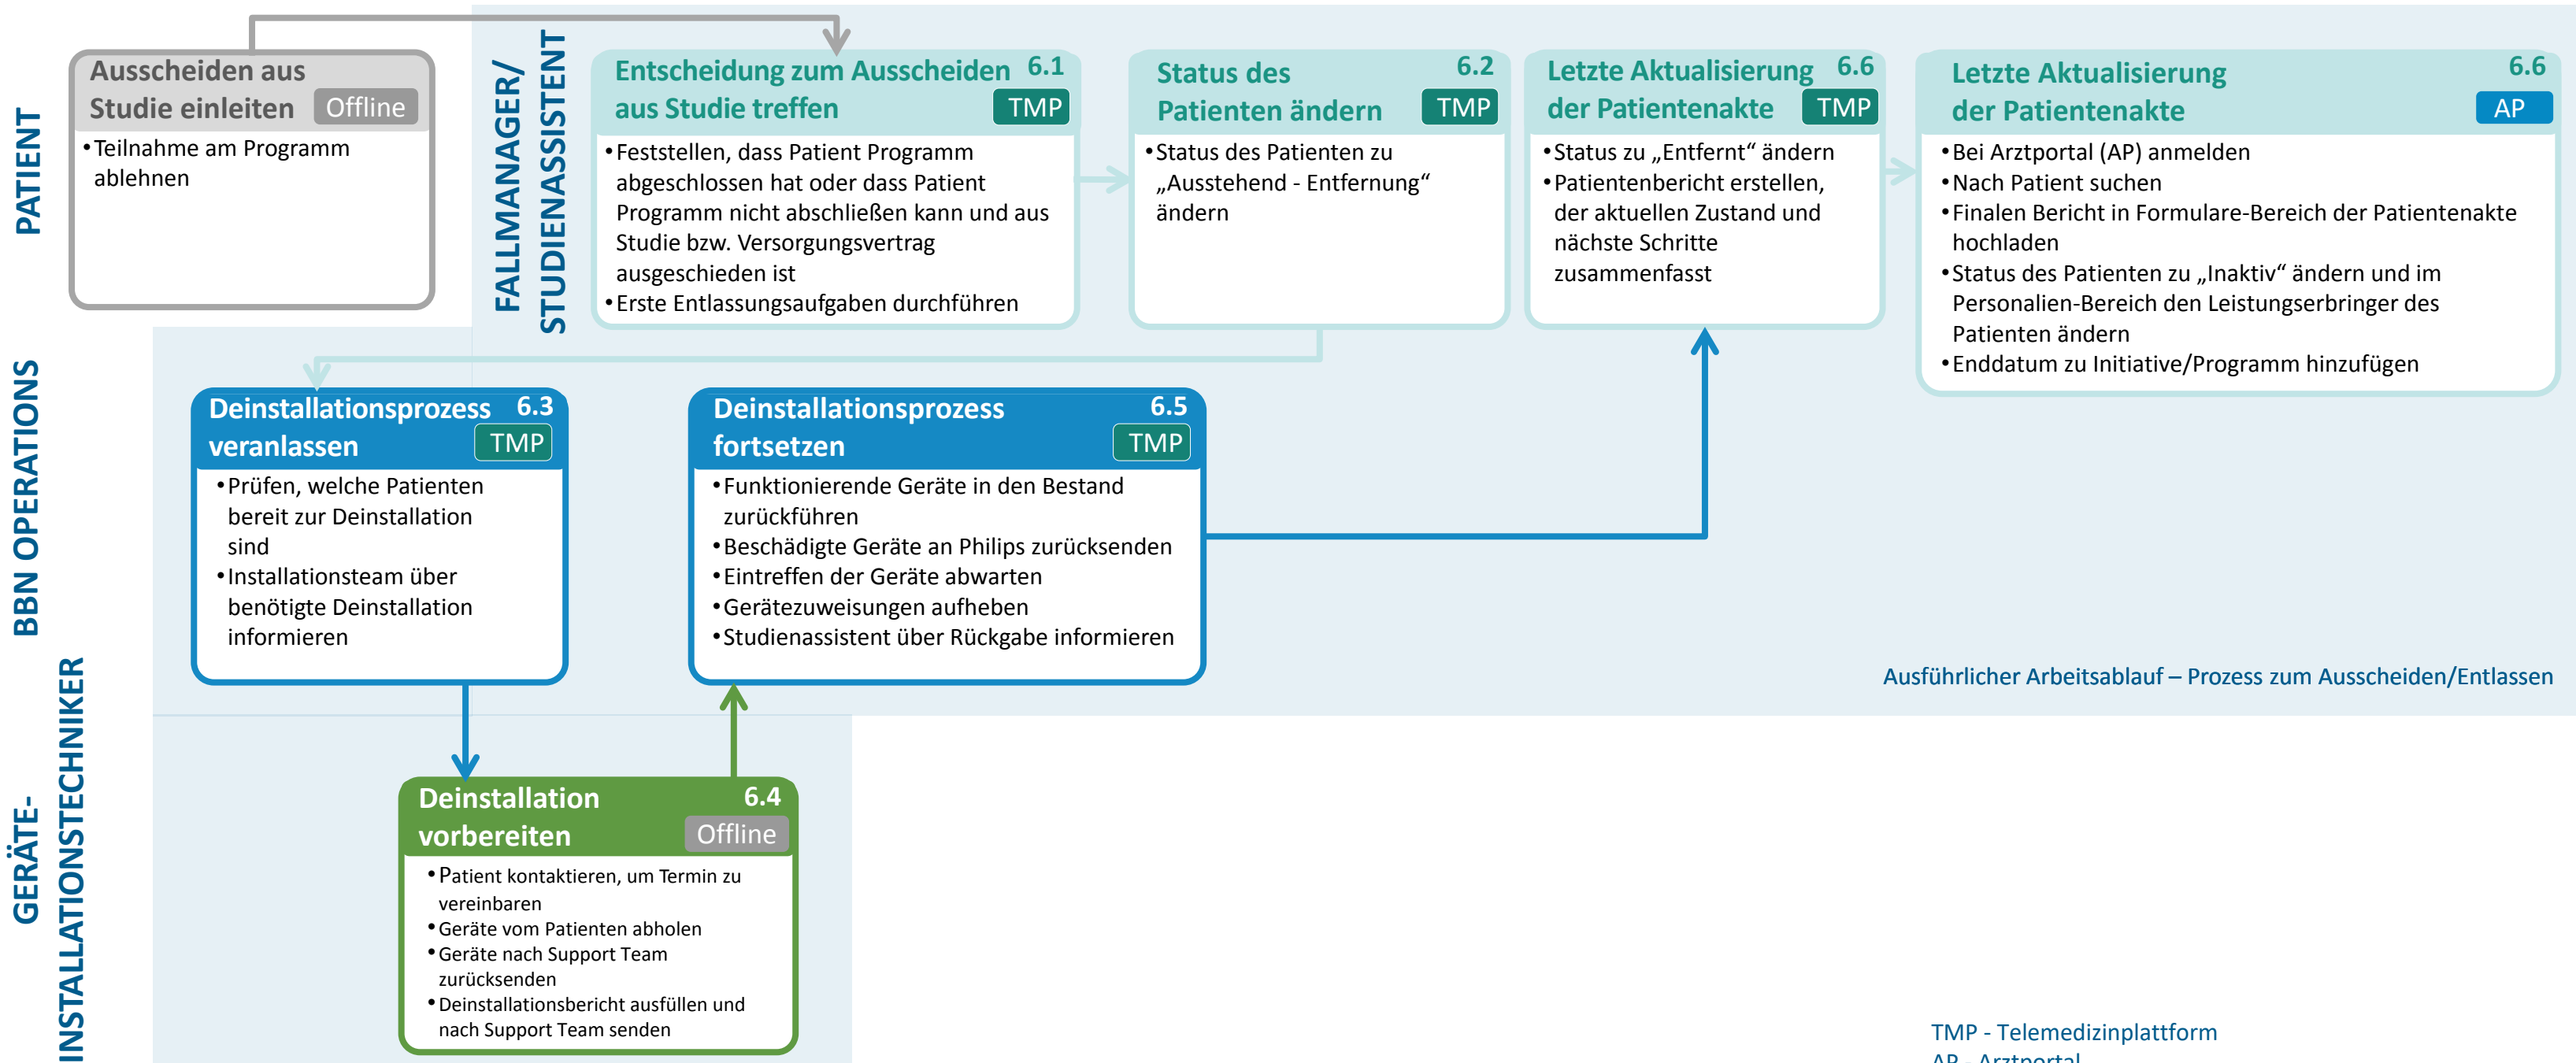 PATIENT
Ausscheiden aus
Studie einleiten Offline
•Teilnahme am Programm
ablehnen
FALLMANAGER/
STUDIENASSISTENT
Entscheidung zum Ausscheiden 6.1
aus Studie treffen TMP
•Feststellen, dass Patient Programm
abgeschlossen hat oder dass Patient
Programm nicht abschließen kann und aus
Studie bzw. Versorgungsvertrag
ausgeschieden ist
•Erste Entlassungsaufgaben durchführen
Status des 6.2
Patienten ändern TMP
•Status des Patienten zu
„Ausstehend - Entfernung“
ändern
Letzte Aktualisierung 6.6
der Patientenakte TMP
•Status zu „Entfernt“ ändern
•Patientenbericht erstellen,
der aktuellen Zustand und
nächste Schritte
zusammenfasst
Letzte Aktualisierung 6.6
der Patientenakte AP
•Bei Arztportal (AP) anmelden
•Nach Patient suchen
•Finalen Bericht in Formulare-Bereich der Patientenakte
hochladen
•Status des Patienten zu „Inaktiv“ ändern und im
Personalien-Bereich den Leistungserbringer des
Patienten ändern
•Enddatum zu Initiative/Programm hinzufügen
BBN OPERATIONS
Deinstallationsprozess 6.3
veranlassen TMP
•Prüfen, welche Patienten
bereit zur Deinstallation
sind
•Installationsteam über
benötigte Deinstallation
informieren
Deinstallationsprozess 6.5
fortsetzen TMP
•Funktionierende Geräte in den Bestand
zurückführen
•Beschädigte Geräte an Philips zurücksenden
•Eintreffen der Geräte abwarten
•Gerätezuweisungen aufheben
•Studienassistent über Rückgabe informieren
Ausführlicher Arbeitsablauf – Prozess zum Ausscheiden/Entlassen
GERÄTE-
INSTALLATIONSTECHNIKER
Deinstallation 6.4
vorbereiten Offline
•Patient kontaktieren, um Termin zu
vereinbaren
•Geräte vom Patienten abholen
•Geräte nach Support Team
zurücksenden
•Deinstallationsbericht ausfüllen und
nach Support Team senden
TMP - Telemedizinplattform
AP - Arztportal